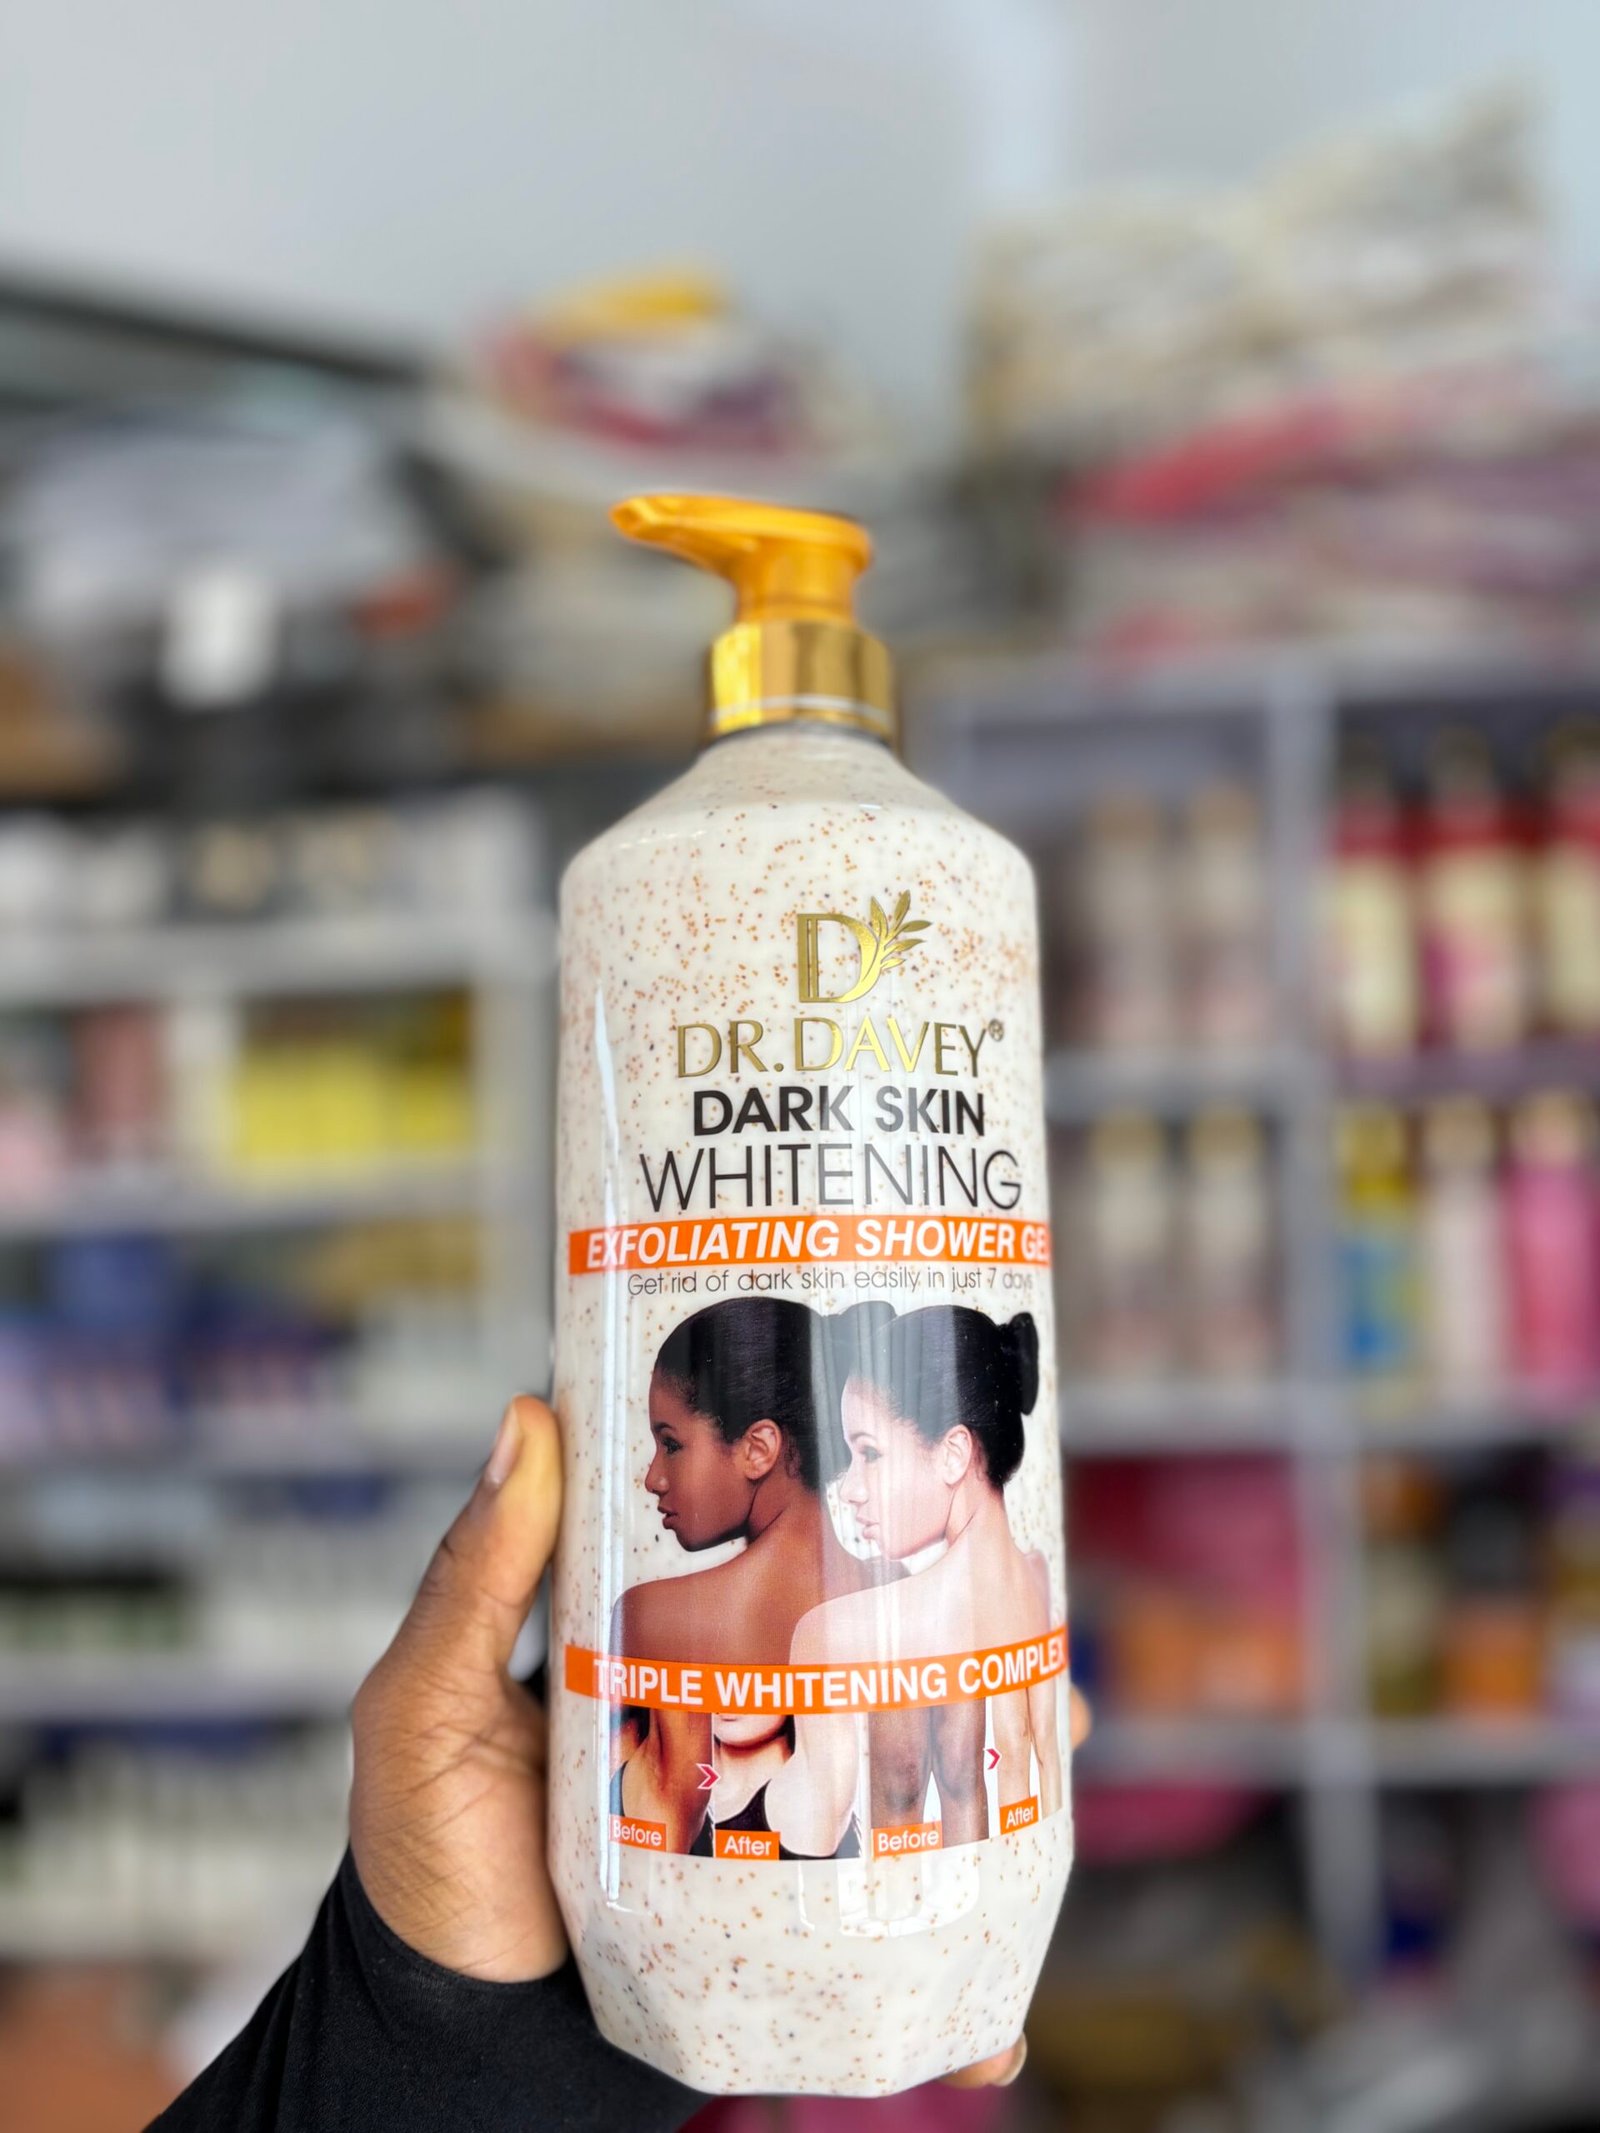 D
DR.DAVEY®
DARK SKIN
WHITENING
EXFOLIATING SHOWER GEL
Get rid of dark skin easily in just 7 days
TRIPLE WHITENING COMPLEX
Before
After
Before
After